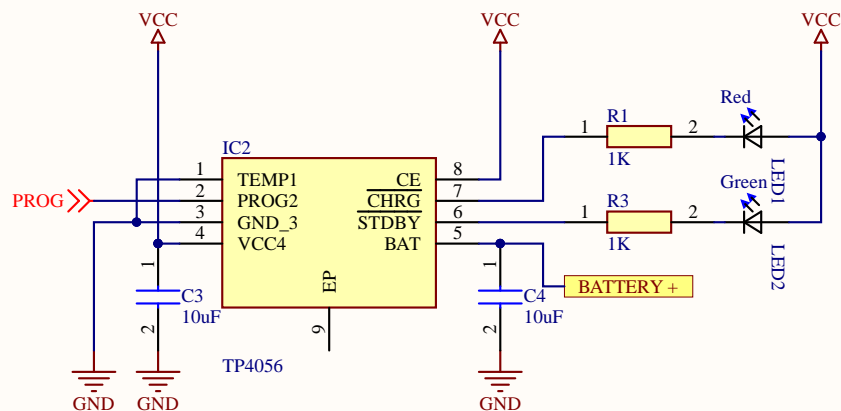 VCC
VCC
VCC
Red
R1
1
2
1K
LED1
IC2
1
TEMP1
CE
8
PROG
2
PROG2
CHRG
7
Green
R3
3
GND_3
STDBY
6
1
2
1K
LED2
4
VCC4
BAT
5
EP
9
1
C3
10uF
2
1
C4
10uF
2
BATTERY +
TP4056
GND
GND
GND